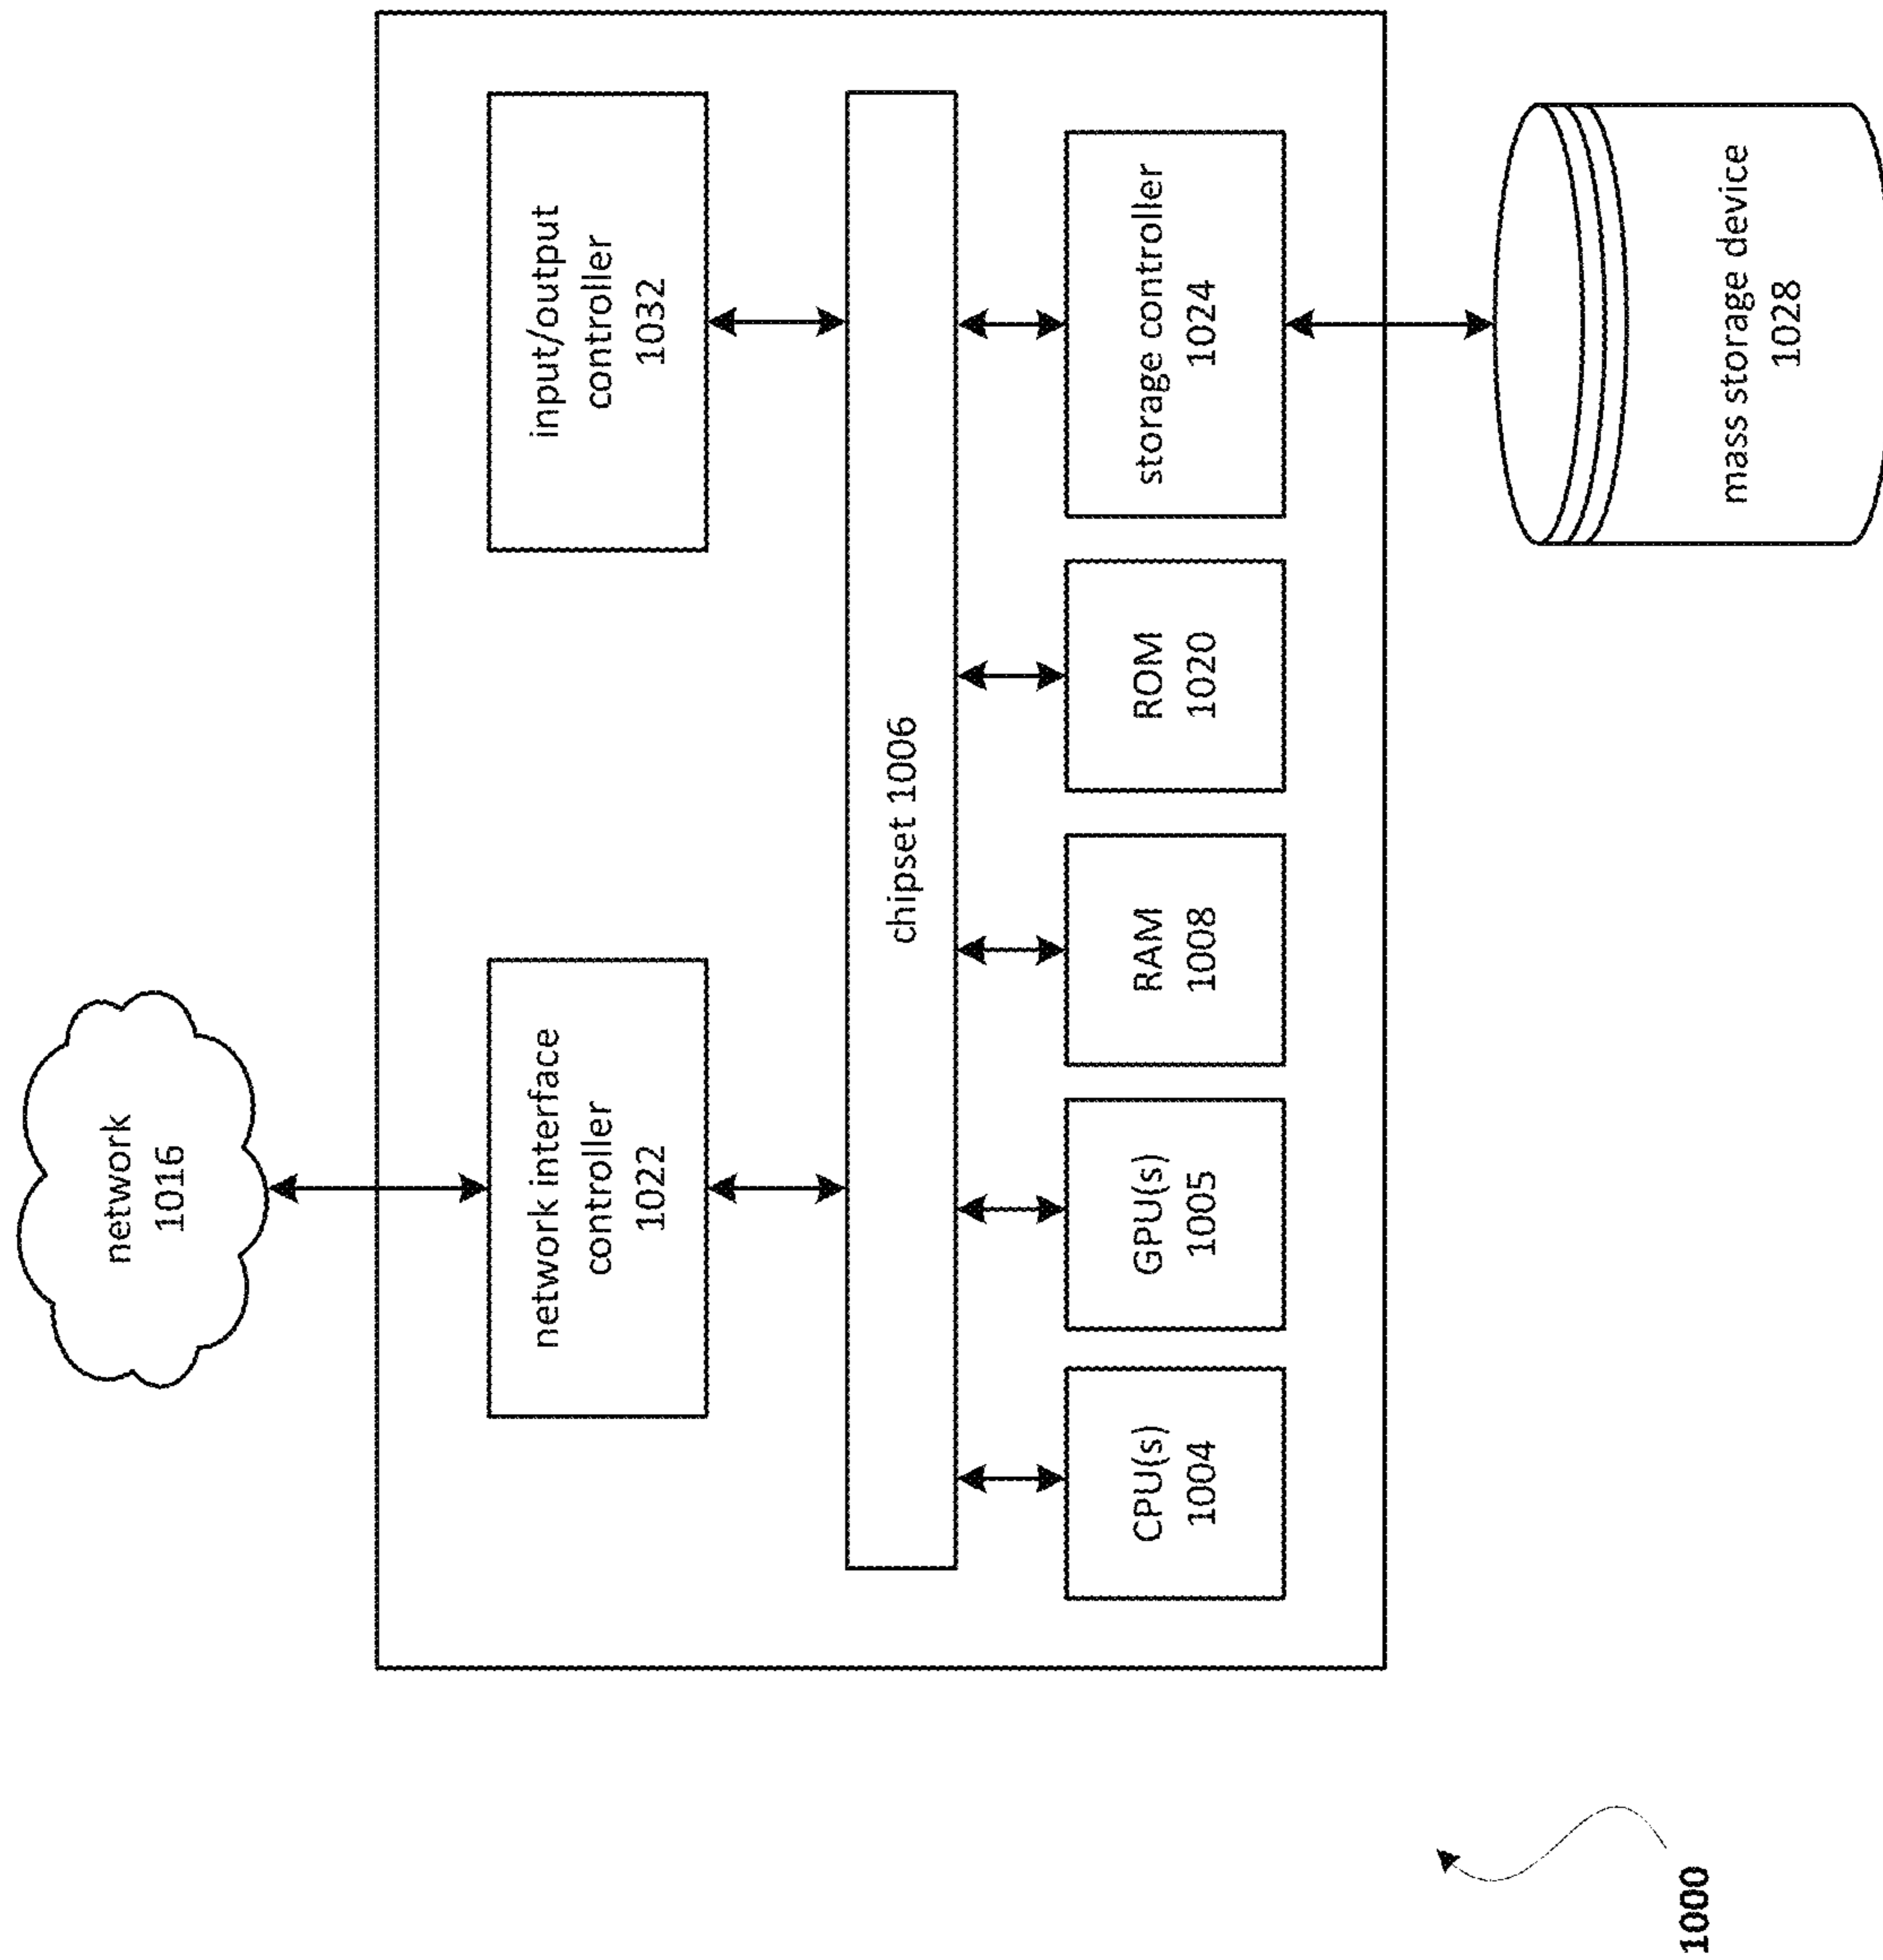 network
1016
network interface
controller
1022
input/output
controller
1032
chipset 1006
CPU(s)
1004
GPU(s)
1005
RAM
1008
ROM
1020
storage controller
1024
mass storage device
1028
1000